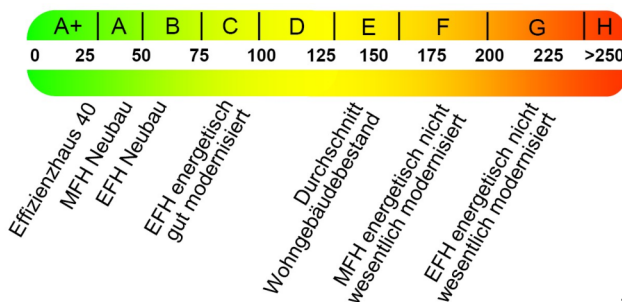 A+ A B C D E F G H
0 25 50 75 100 125 150 175 200 225 >250
Effizienzhaus 40
MFH Neubau
EFH Neubau
EFH energetisch
gut modernisiert
Durchschnitt
Wohngebäudebestand
MFH energetisch nicht
wesentlich modernisiert
EFH energetisch nicht
wesentlich modernisiert